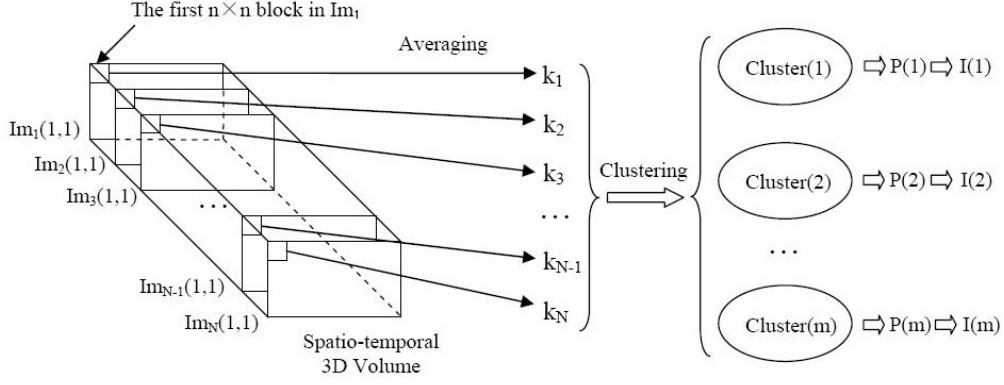 The first n×n block in Im₁
Averaging
k₁
k₂
k₃
...
k_N-1
k_N
Im₁(1,1)
Im₂(1,1)
Im₃(1,1)
...
Im_N-1(1,1)
Im_N(1,1)
Spatio-temporal
3D Volume
Clustering
Cluster(1) P(1) I(1)
Cluster(2) P(2) I(2)
...
Cluster(m) P(m) I(m)